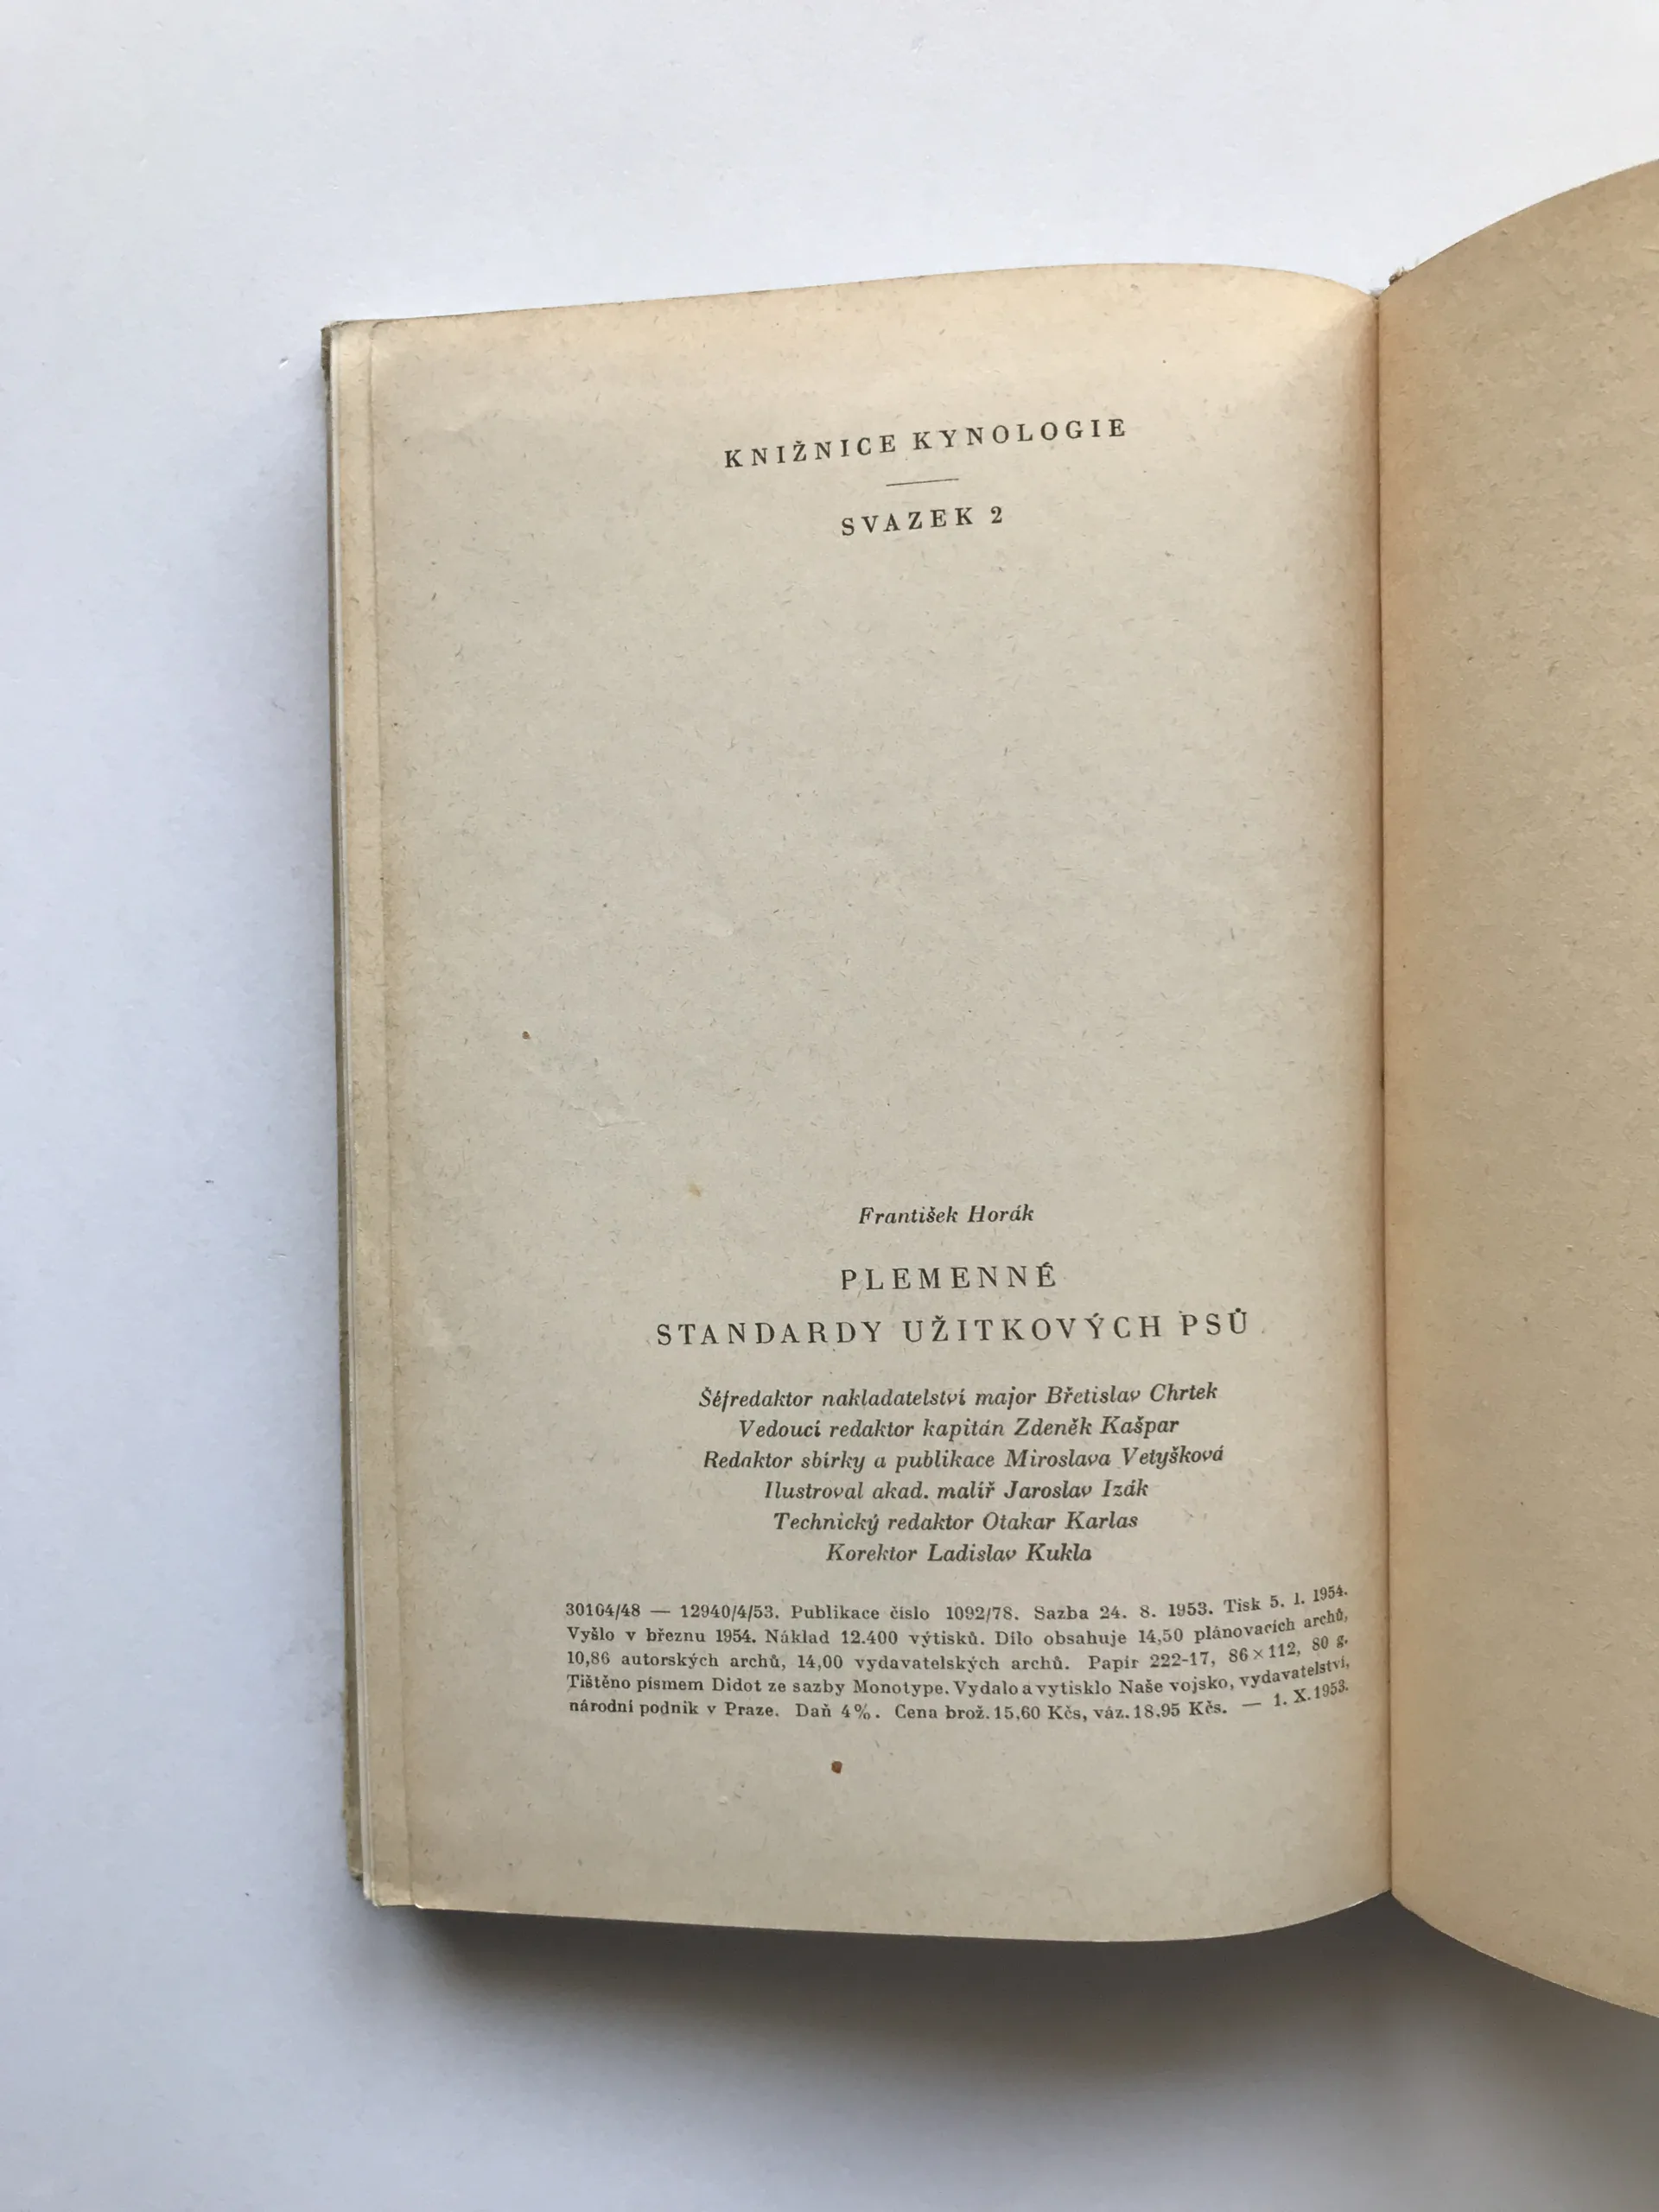 KNIŽNICE KYNOLOGIE
SVAZEK 2
František Horák
PLEMENNÉ
STANDARDY UŽITKOVÝCH PSŮ
Šéfredaktor nakladatelství major Břetislav Chrtek
Vedoucí redaktor kapitán Zdeněk Kašpar
Redaktor sbírky a publikace Miroslava Vetyšková
Ilustroval akad. malíř Jaroslav Izák
Technický redaktor Otakar Karlas
Korektor Ladislav Kukla
30104/48 — 12940/4/53. Publikace číslo 1092/78. Sazba 24. 8. 1953. Tisk 5. 1. 1954.
Vyšlo v březnu 1954. Náklad 12.400 výtisků. Dílo obsahuje 14,50 plánovacích archů,
10,86 autorských archů, 14,00 vydavatelských archů. Papír 222-17, 86×112, 80 g.
Tištěno písmem Didot ze sazby Monotype. Vydalo a vytisklo Naše vojsko, vydavatelství,
národní podnik v Praze. Daň 4%. Cena brož. 15,60 Kčs, váz. 18,95 Kčs. — 1. X. 1953.